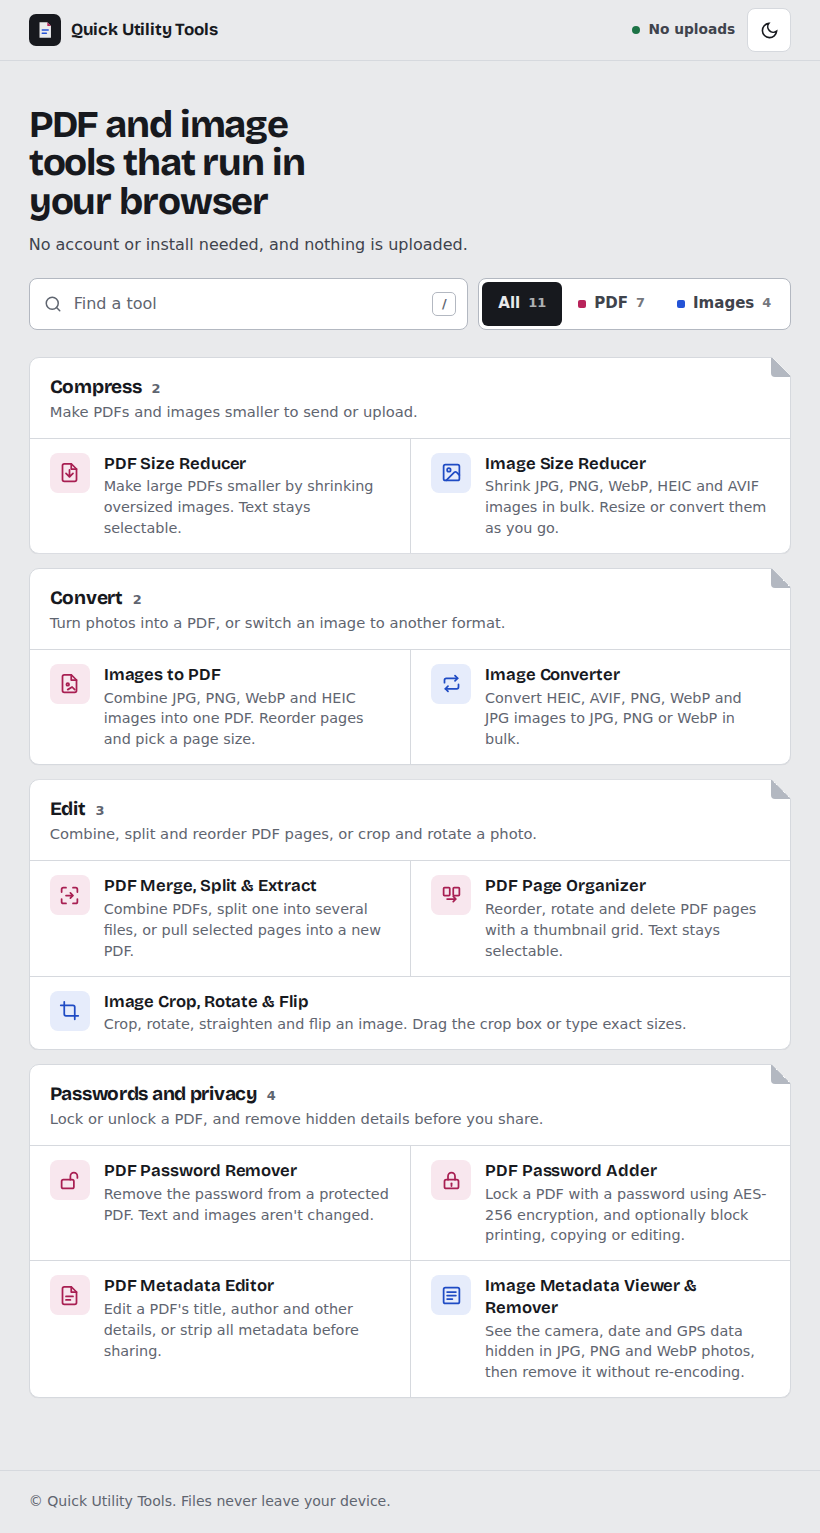 Quick Utility Tools
No uploads
PDF and image
tools that run in
your browser
No account or install needed, and nothing is uploaded.
Find a tool
/
All 11
PDF 7
Images 4
Compress 2
Make PDFs and images smaller to send or upload.
PDF Size Reducer
Make large PDFs smaller by shrinking
oversized images. Text stays
selectable.
Image Size Reducer
Shrink JPG, PNG, WebP, HEIC and AVIF
images in bulk. Resize or convert them
as you go.
Convert 2
Turn photos into a PDF, or switch an image to another format.
Images to PDF
Combine JPG, PNG, WebP and HEIC
images into one PDF. Reorder pages
and pick a page size.
Image Converter
Convert HEIC, AVIF, PNG, WebP and
JPG images to JPG, PNG or WebP in
bulk.
Edit 3
Combine, split and reorder PDF pages, or crop and rotate a photo.
PDF Merge, Split & Extract
Combine PDFs, split one into several
files, or pull selected pages into a new
PDF.
PDF Page Organizer
Reorder, rotate and delete PDF pages
with a thumbnail grid. Text stays
selectable.
Image Crop, Rotate & Flip
Crop, rotate, straighten and flip an image. Drag the crop box or type exact sizes.
Passwords and privacy 4
Lock or unlock a PDF, and remove hidden details before you share.
PDF Password Remover
Remove the password from a protected
PDF. Text and images aren't changed.
PDF Password Adder
Lock a PDF with a password using AES-
256 encryption, and optionally block
printing, copying or editing.
PDF Metadata Editor
Edit a PDF's title, author and other
details, or strip all metadata before
sharing.
Image Metadata Viewer &
Remover
See the camera, date and GPS data
hidden in JPG, PNG and WebP photos,
then remove it without re-encoding.
© Quick Utility Tools. Files never leave your device.